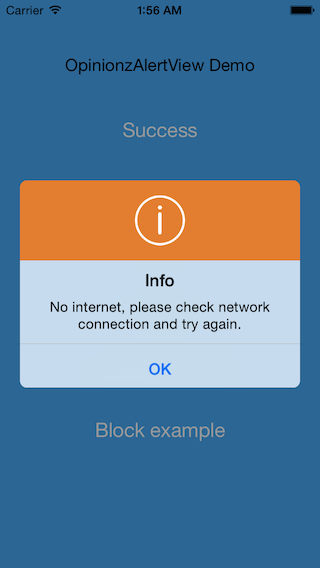 Carrier 1:56 AM
OpinionzAlertView Demo
Success
i
Info
No internet, please check network
connection and try again.
OK
Block example